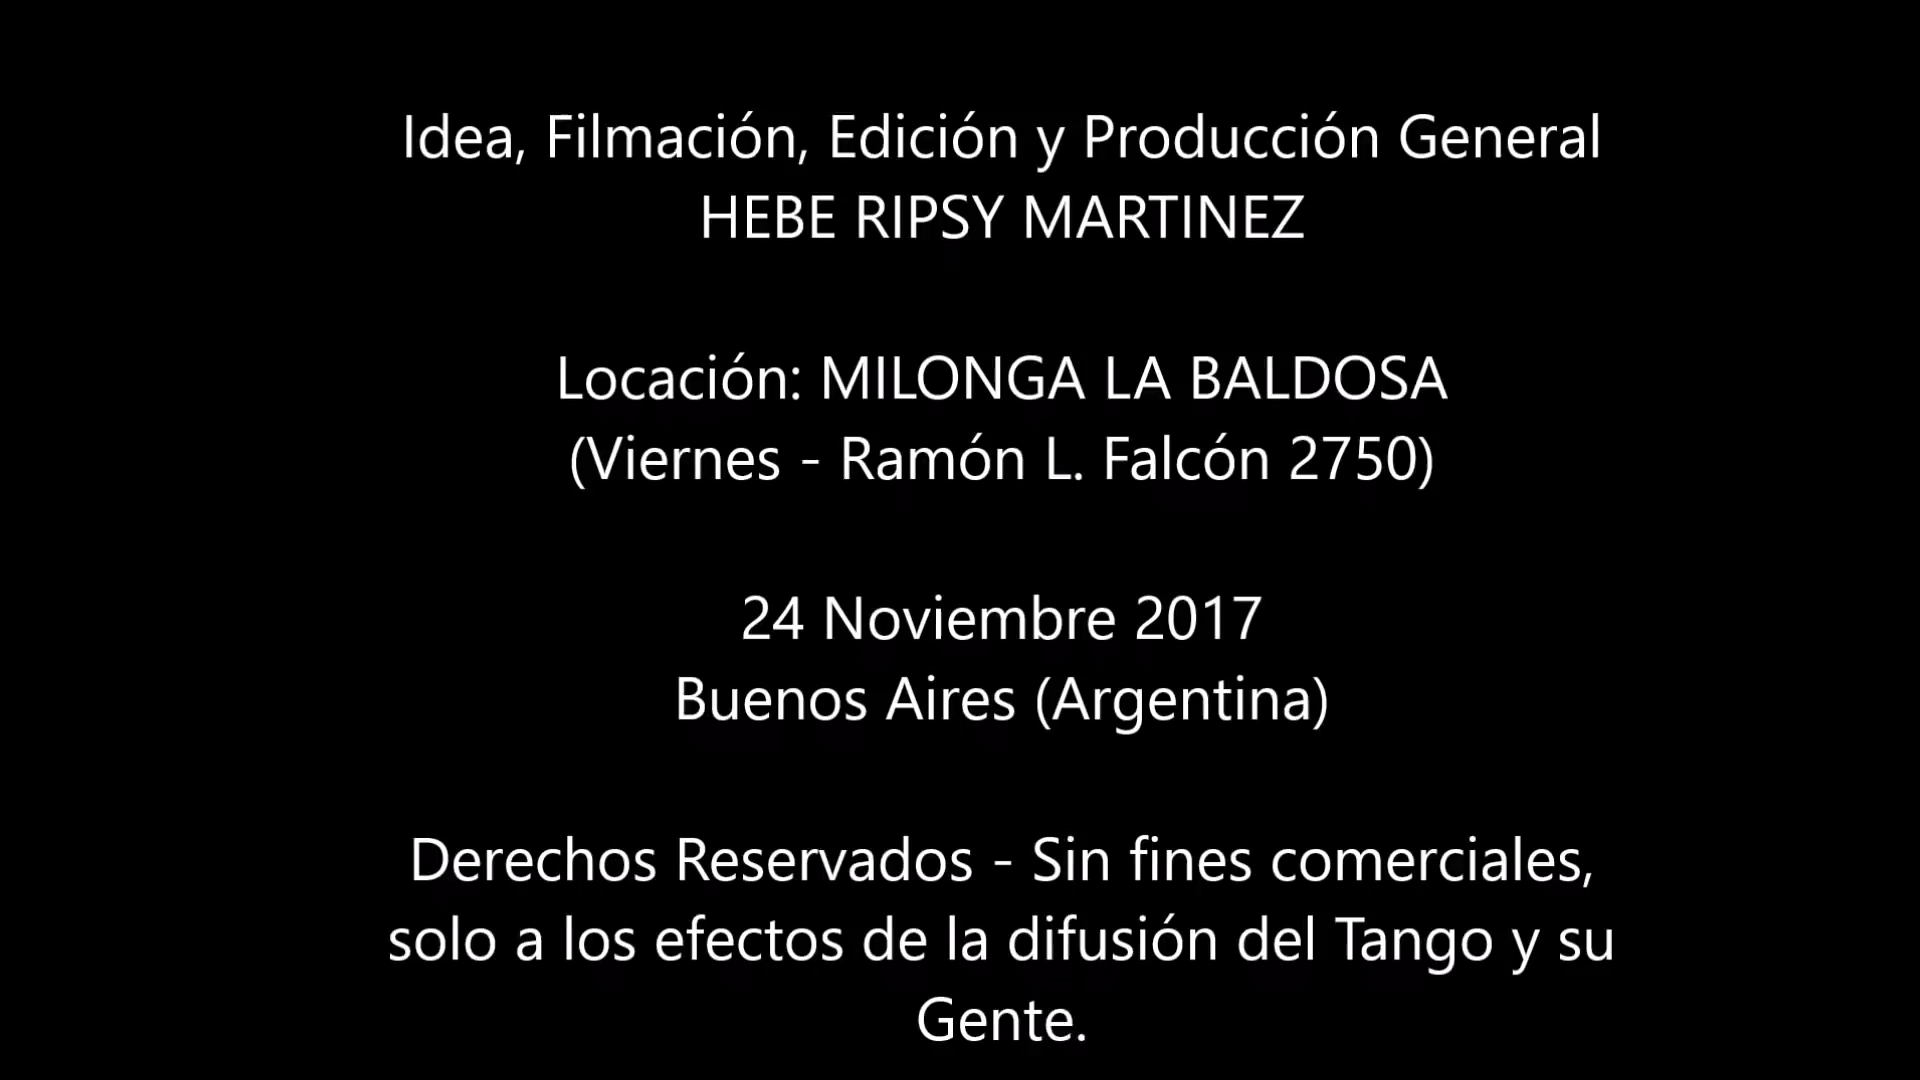 Idea, Filmación, Edición y Producción General
HEBE RIPSY MARTINEZ
Locación: MILONGA LA BALDOSA
(Viernes - Ramón L. Falcón 2750)
24 Noviembre 2017
Buenos Aires (Argentina)
Derechos Reservados - Sin fines comerciales,
solo a los efectos de la difusión del Tango y su
Gente.